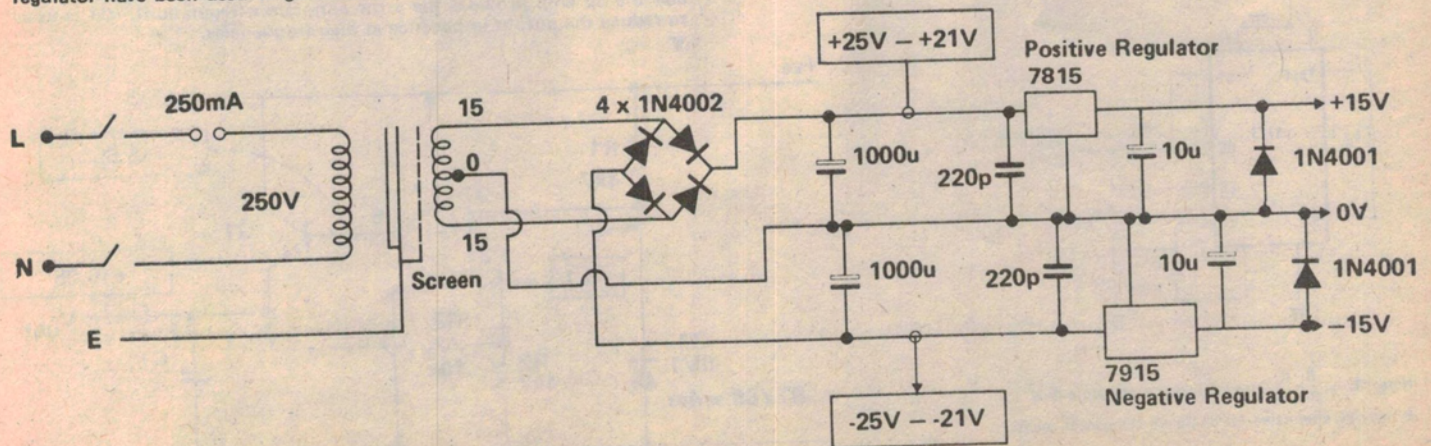 +25V – +21V
Positive Regulator
7815
250mA
15
4 x 1N4002
+15V
L
1000u
10u
1N4001
0
220p
250V
0V
N
15
1000u
10u
1N4001
Screen
220p
E
–15V
7915
Negative Regulator
-25V – -21V